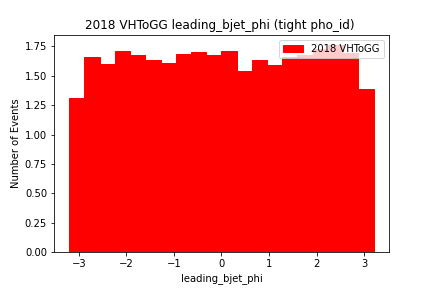 2018 VHToGG leading_bjet_phi (tight pho_id)
2018 VHToGG
Number of Events
1.75
1.50
1.25
1.00
0.75
0.50
0.25
0.00
−3 −2 −1 0 1 2 3
leading_bjet_phi